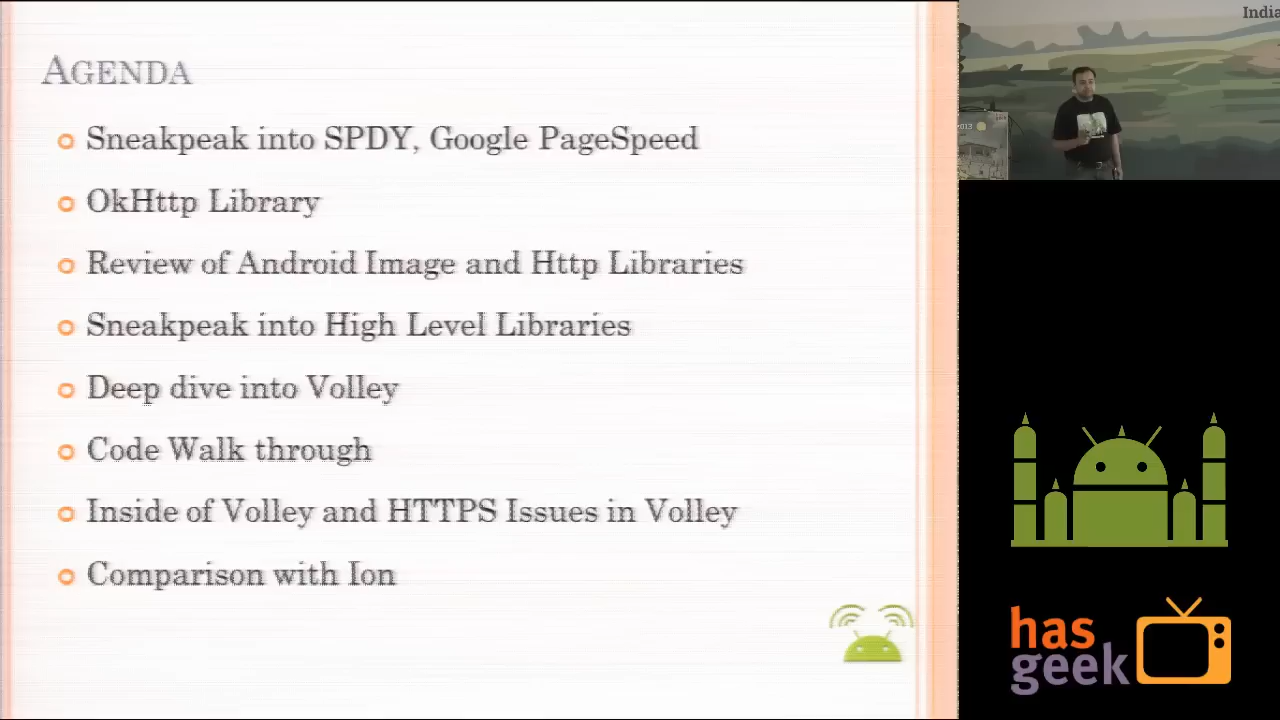 AGENDA
Sneakpeak into SPDY, Google PageSpeed
OkHttp Library
Review of Android Image and Http Libraries
Sneakpeak into High Level Libraries
Deep dive into Volley
Code Walk through
Inside of Volley and HTTPS Issues in Volley
Comparison with Ion
India
2013
has
geek